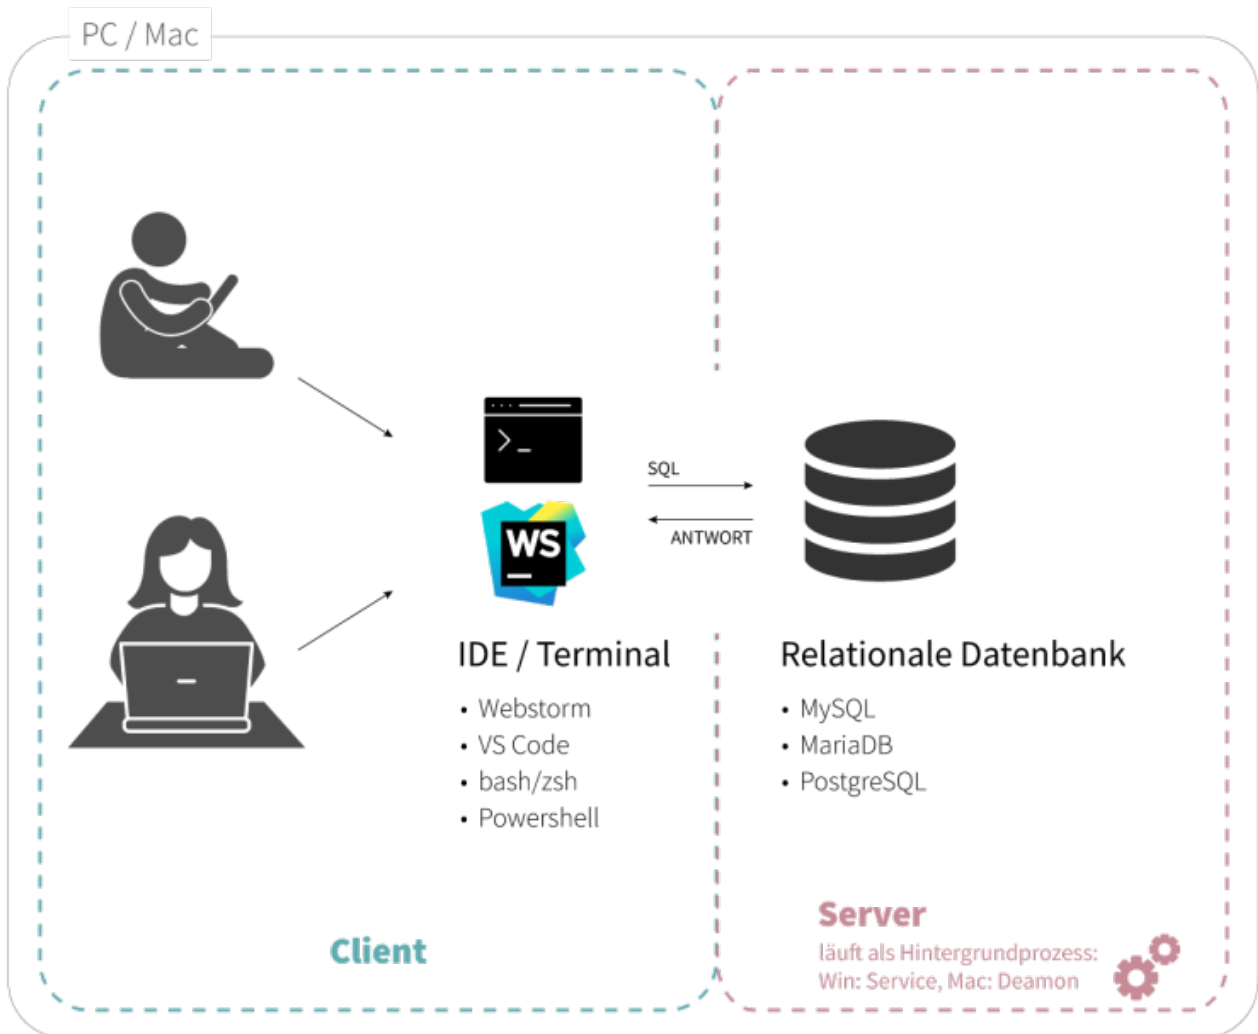 PC / Mac
SQL
ANTWORT
WS
IDE / Terminal
• Webstorm
• VS Code
• bash/zsh
• Powershell
Relationale Datenbank
• MySQL
• MariaDB
• PostgreSQL
Client
Server
läuft als Hintergrundprozess:
Win: Service, Mac: Deamon